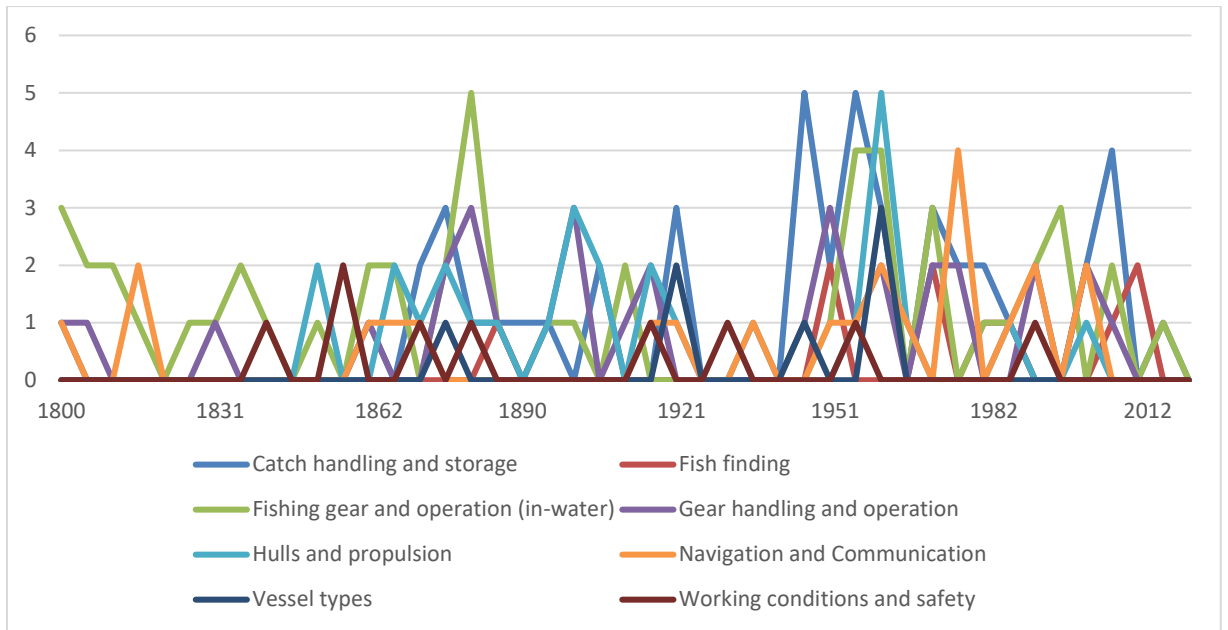 6
5
4
3
2
1
0
1800 1831 1862 1890 1921 1951 1982 2012
Catch handling and storage Fish finding
Fishing gear and operation (in-water) Gear handling and operation
Hulls and propulsion Navigation and Communication
Vessel types Working conditions and safety